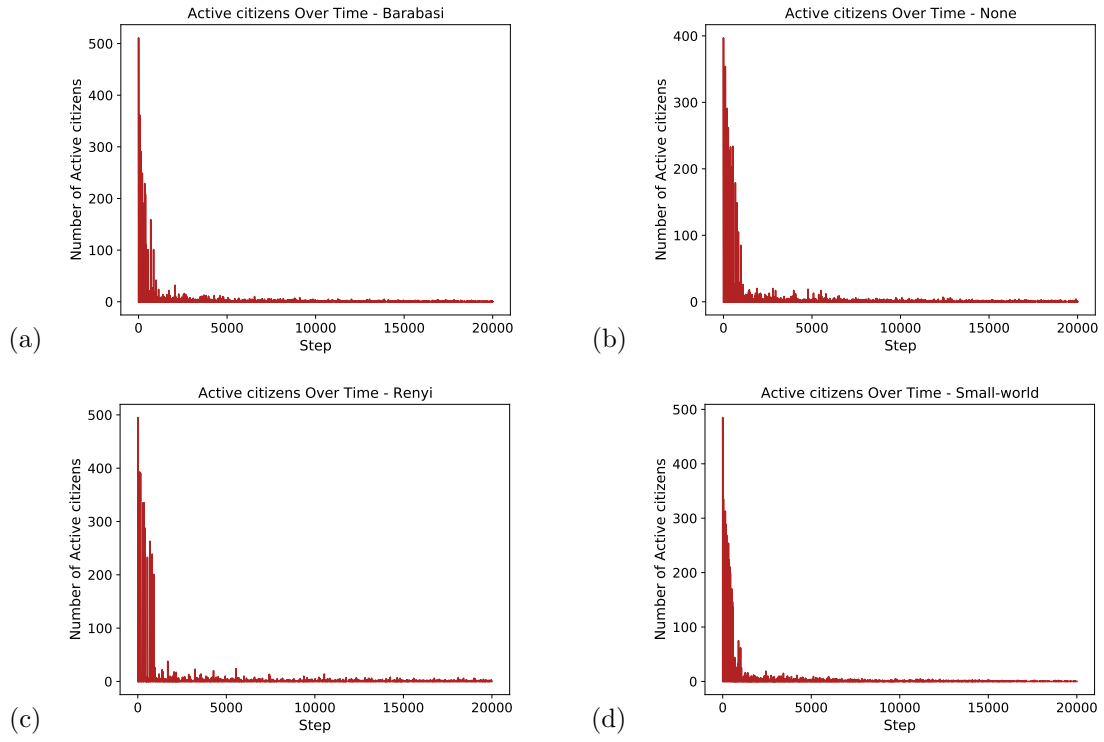 Active citizens Over Time - Barabasi
Number of Active citizens
500
400
300
200
100
0
0 5000 10000 15000 20000
Step
(a)
Active citizens Over Time - None
Number of Active citizens
400
300
200
100
0
0 5000 10000 15000 20000
Step
(b)
Active citizens Over Time - Renyi
Number of Active citizens
500
400
300
200
100
0
0 5000 10000 15000 20000
Step
(c)
Active citizens Over Time - Small-world
Number of Active citizens
500
400
300
200
100
0
0 5000 10000 15000 20000
Step
(d)